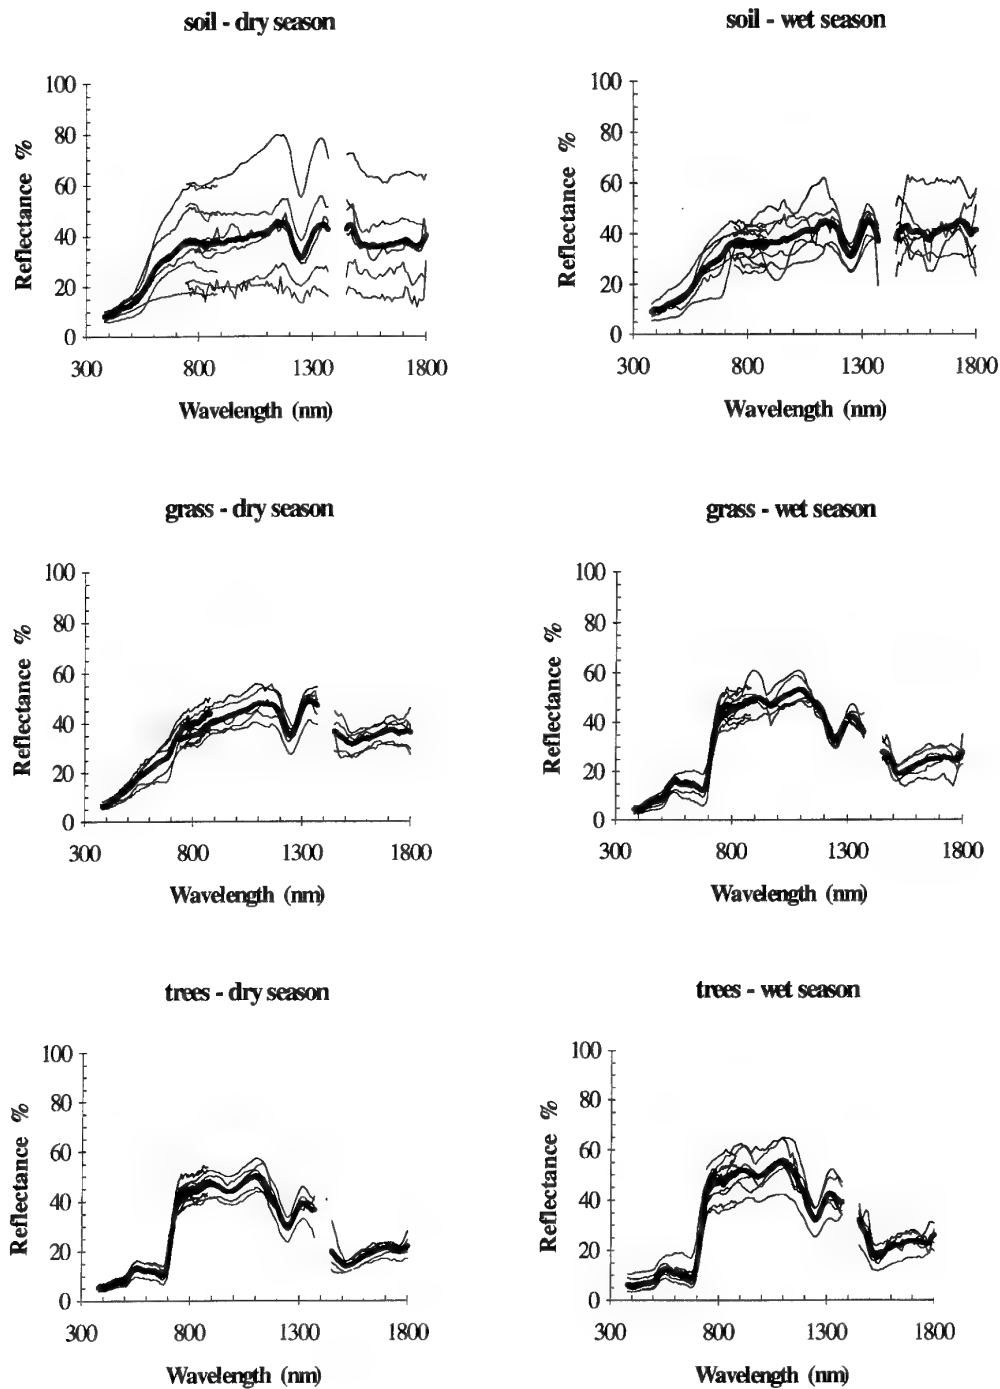 soil - dry season
100
80
60
40
20
0
Reflectance %
300 800 1300 1800
Wavelength (nm)
soil - wet season
100
80
60
40
20
0
Reflectance %
300 800 1300 1800
Wavelength (nm)
grass - dry season
100
80
60
40
20
0
Reflectance %
300 800 1300 1800
Wavelength (nm)
grass - wet season
100
80
60
40
20
0
Reflectance %
300 800 1300 1800
Wavelength (nm)
trees - dry season
100
80
60
40
20
0
Reflectance %
300 800 1300 1800
Wavelength (nm)
trees - wet season
100
80
60
40
20
0
Reflectance %
300 800 1300 1800
Wavelength (nm)